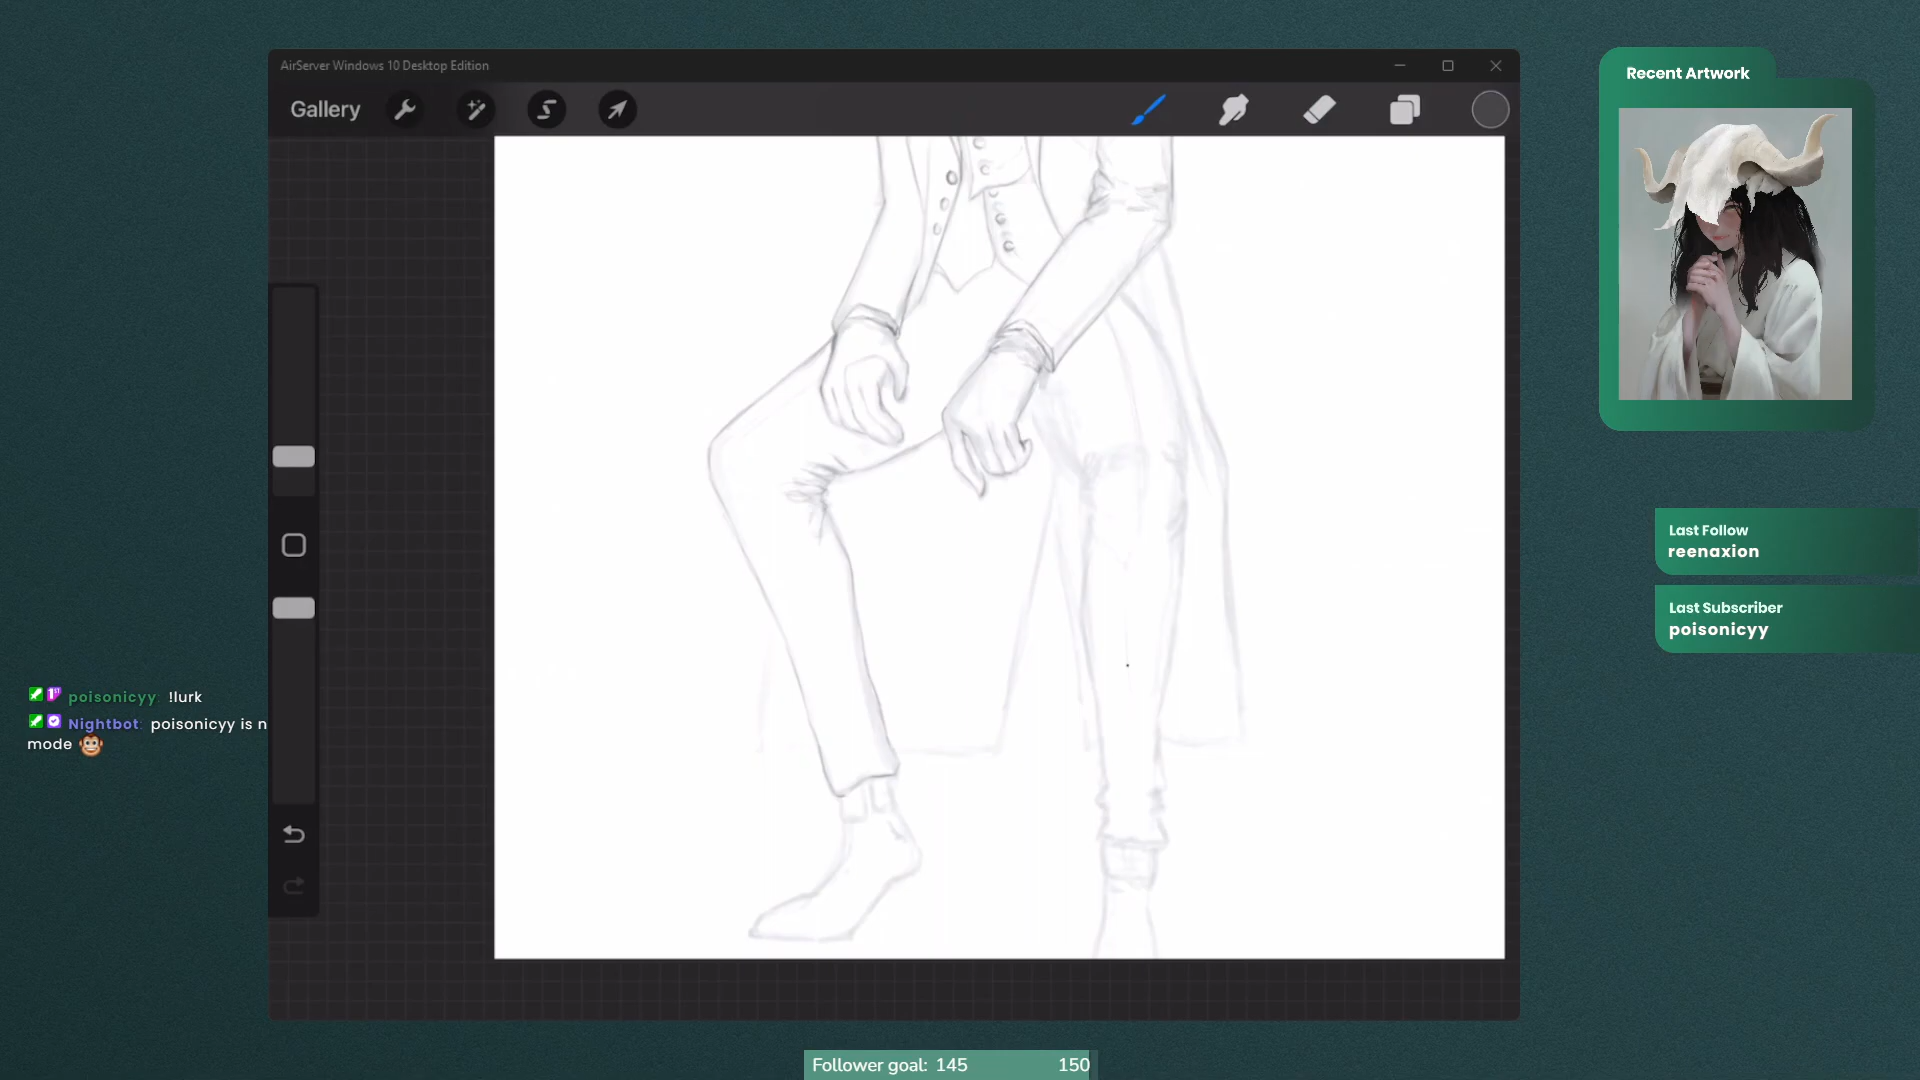 AirServer Windows 10 Desktop Edition
Gallery
Recent Artwork
Last Follow
reenaxion
Last Subscriber
poisonicyy
poisonicyy: !lurk
Nightbot: poisonicyy is n
mode
Follower goal: 145 150